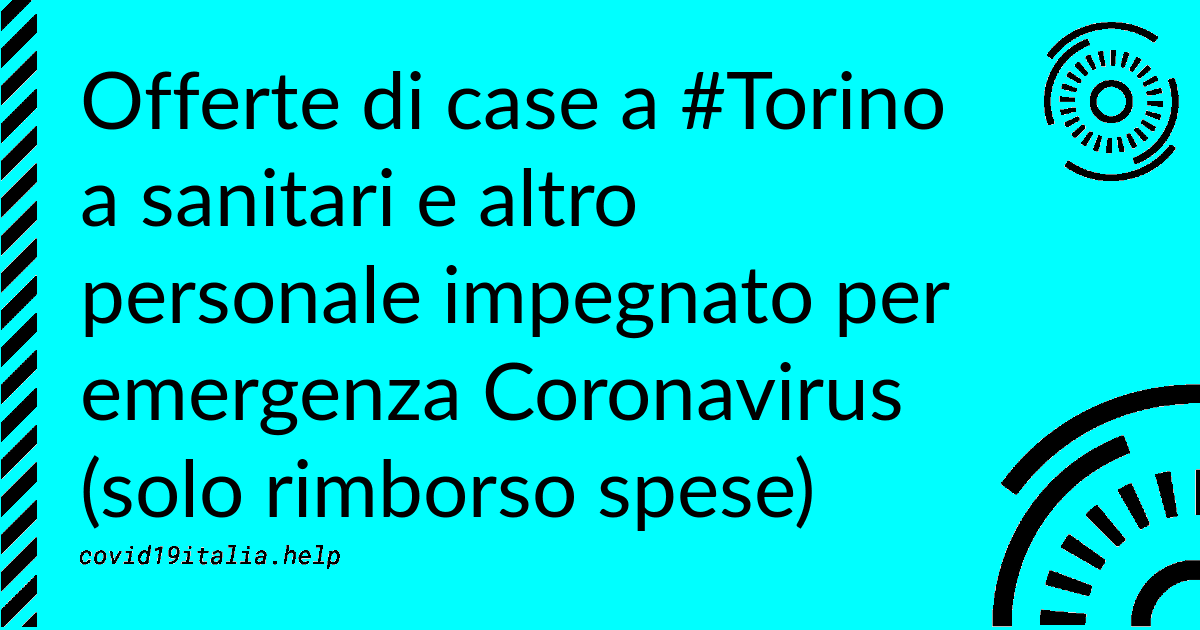 Offerte di case a #Torino
a sanitari e altro
personale impegnato per
emergenza Coronavirus
(solo rimborso spese)
covid19italia.help